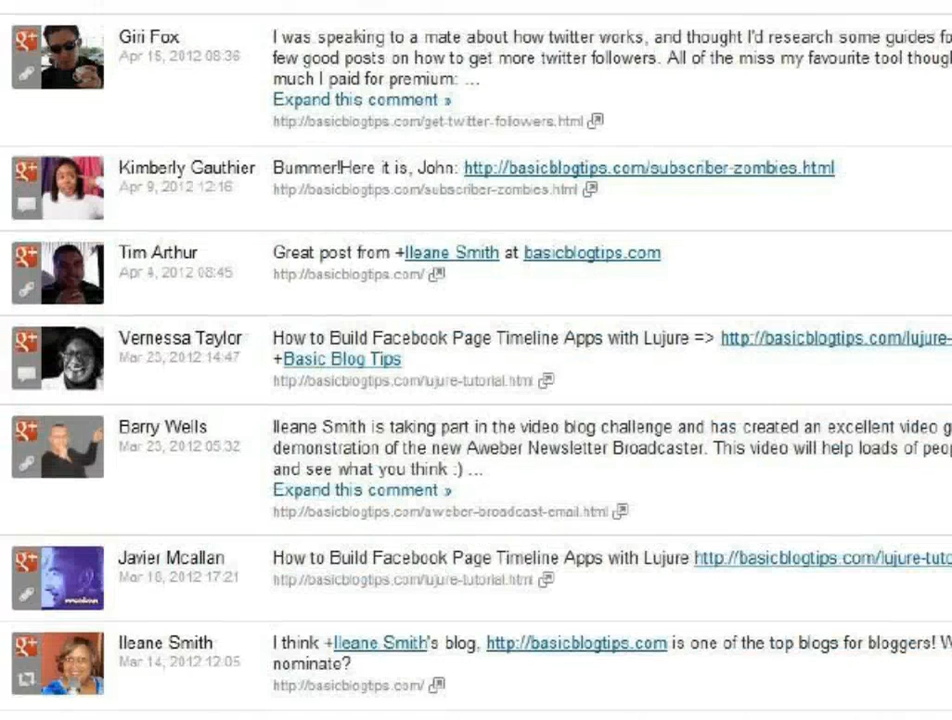 Giri Fox
Apr 15, 2012 08:36
I was speaking to a mate about how twitter works, and thought I'd research some guides
few good posts on how to get more twitter followers. All of the miss my favourite tool
much I paid for premium: ...
Expand this comment »
http://basicblogtips.com/get-twitter-followers.html
Kimberly Gauthier
Apr 9, 2012 12:16
Bummer!Here it is, John: http://basicblogtips.com/subscriber-zombies.html
http://basicblogtips.com/subscriber-zombies.html
Tim Arthur
Apr 4, 2012 08:45
Great post from +Ileane Smith at basicblogtips.com
http://basicblogtips.com/
Vernessa Taylor
Mar 23, 2012 14:47
How to Build Facebook Page Timeline Apps with Lujure => http://basicblogtips.com/lujure-
+Basic Blog Tips
http://basicblogtips.com/lujure-tutorial.html
Barry Wells
Mar 23, 2012 05:32
Ileane Smith is taking part in the video blog challenge and has created an excellent video
demonstration of the new Aweber Newsletter Broadcaster. This video will help loads of
and see what you think :) ...
Expand this comment »
http://basicblogtips.com/aweber-broadcast-email.html
Javier Mcallan
Mar 16, 2012 17:21
How to Build Facebook Page Timeline Apps with Lujure http://basicblogtips.com/lujure-tuto
http://basicblogtips.com/lujure-tutorial.html
Ileane Smith
Mar 14, 2012 12:05
I think +Ileane Smith's blog, http://basicblogtips.com is one of the top blogs for bloggers!
nominate?
http://basicblogtips.com/